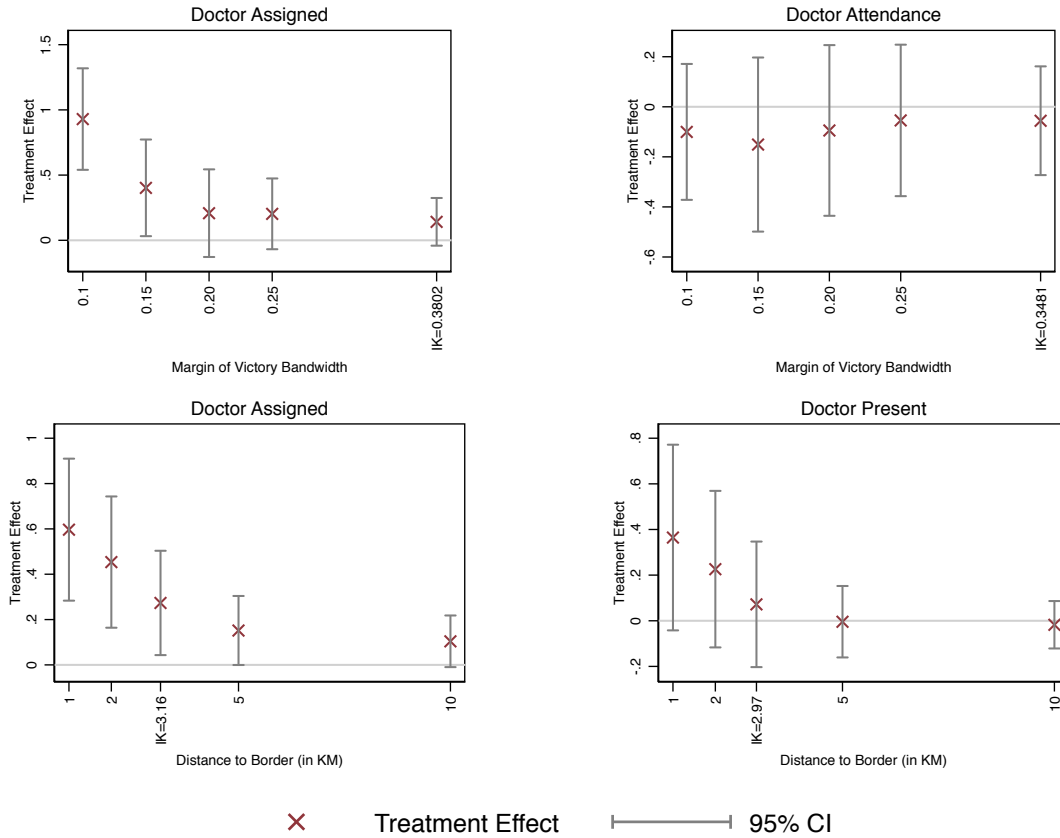 Doctor Assigned
Treatment Effect
1.5
1
.5
0
0.1
0.15
0.20
0.25
IK=0.3802
Margin of Victory Bandwidth
Doctor Attendance
Treatment Effect
.2
0
-.2
-.4
-.6
0.1
0.15
0.20
0.25
IK=0.3481
Margin of Victory Bandwidth
Doctor Assigned
Treatment Effect
1
.8
.6
.4
.2
0
1
2
IK=3.16
5
10
Distance to Border (in KM)
Doctor Present
Treatment Effect
.8
.6
.4
.2
0
-.2
1
2
IK=2.97
5
10
Distance to Border (in KM)
Treatment Effect 95% CI